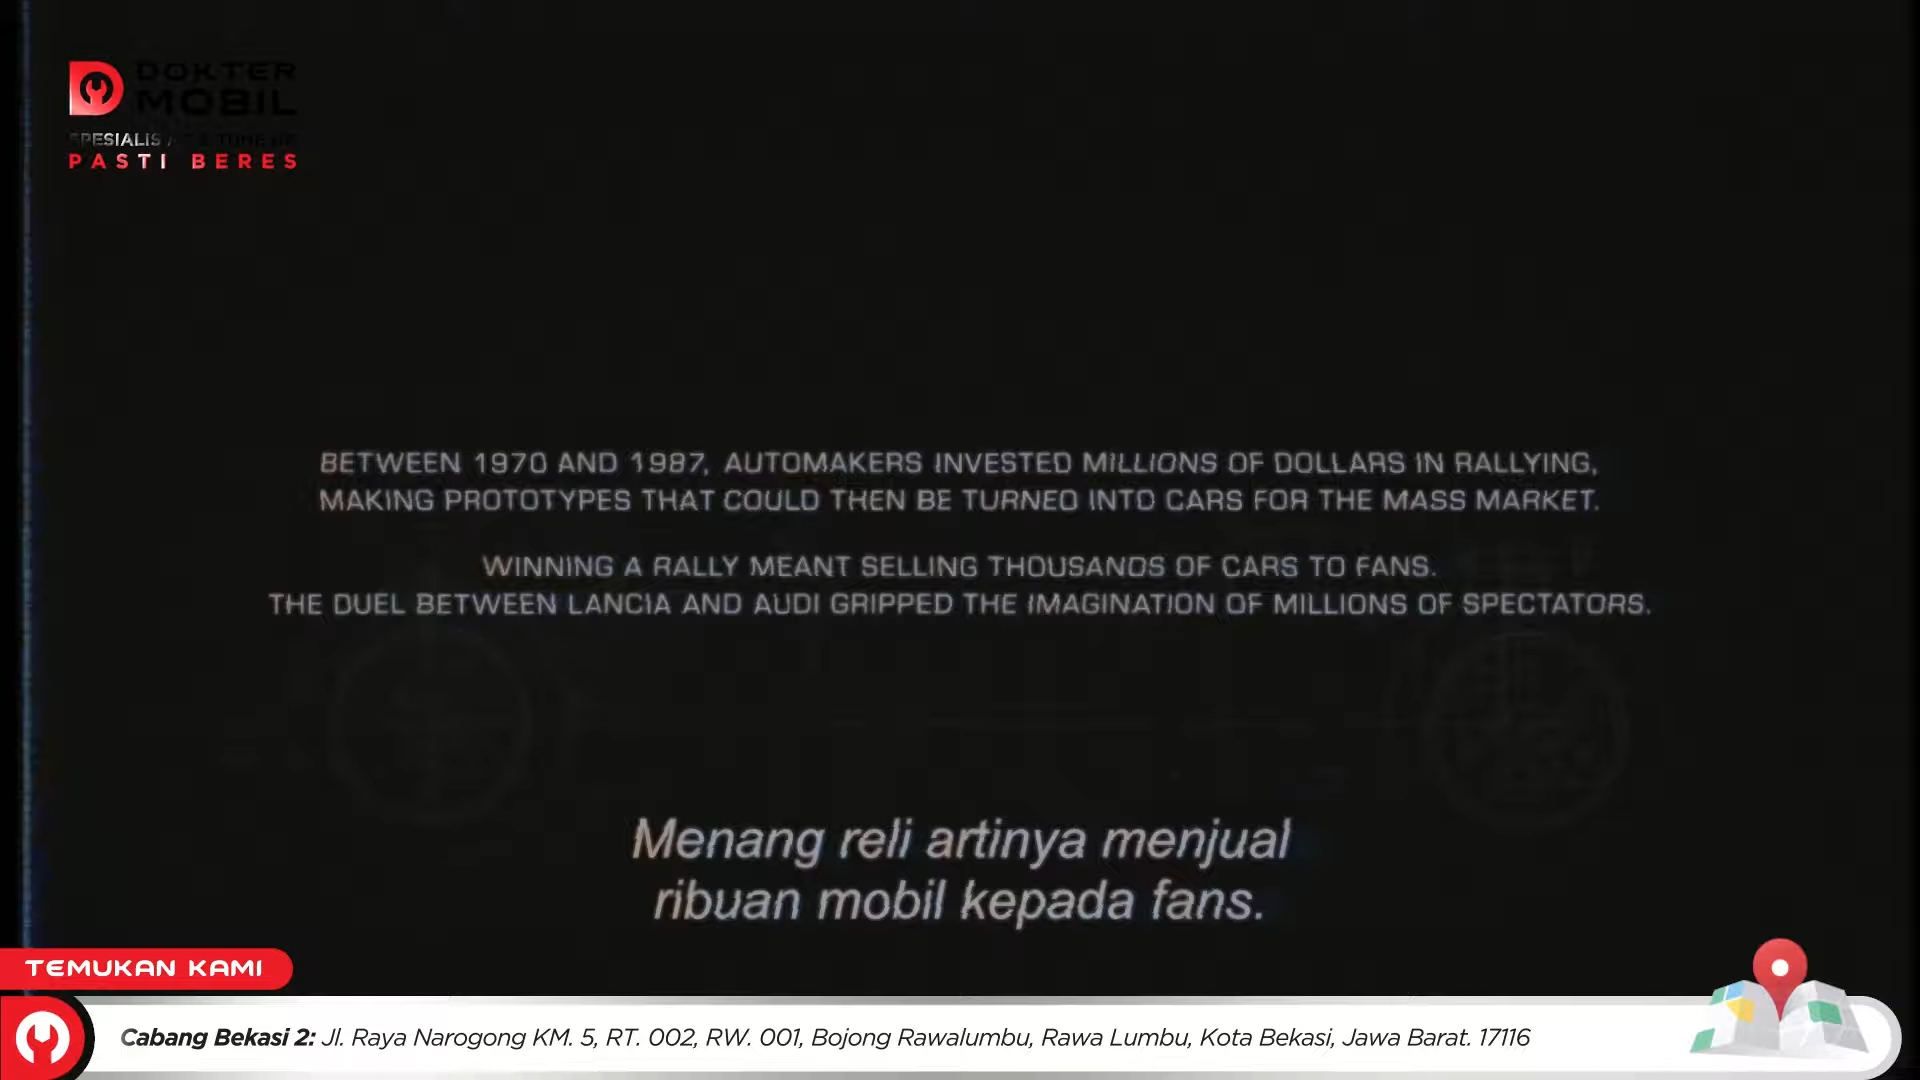 DOKTER
MOBIL
SPESIALIS
PASTI BERES
BETWEEN 1970 AND 1987, AUTOMAKERS INVESTED MILLIONS OF DOLLARS IN RALLYING,
MAKING PROTOTYPES THAT COULD THEN BE TURNED INTO CARS FOR THE MASS MARKET.
WINNING A RALLY MEANT SELLING THOUSANDS OF CARS TO FANS.
THE DUEL BETWEEN LANCIA AND AUDI GRIPPED THE IMAGINATION OF MILLIONS OF SPECTATORS.
Menang reli artinya menjual
ribuan mobil kepada fans.
TEMUKAN KAMI
Cabang Bekasi 2: Jl. Raya Narogong KM. 5, RT. 002, RW. 001, Bojong Rawalumbu, Rawa Lumbu, Kota Bekasi, Jawa Barat. 17116